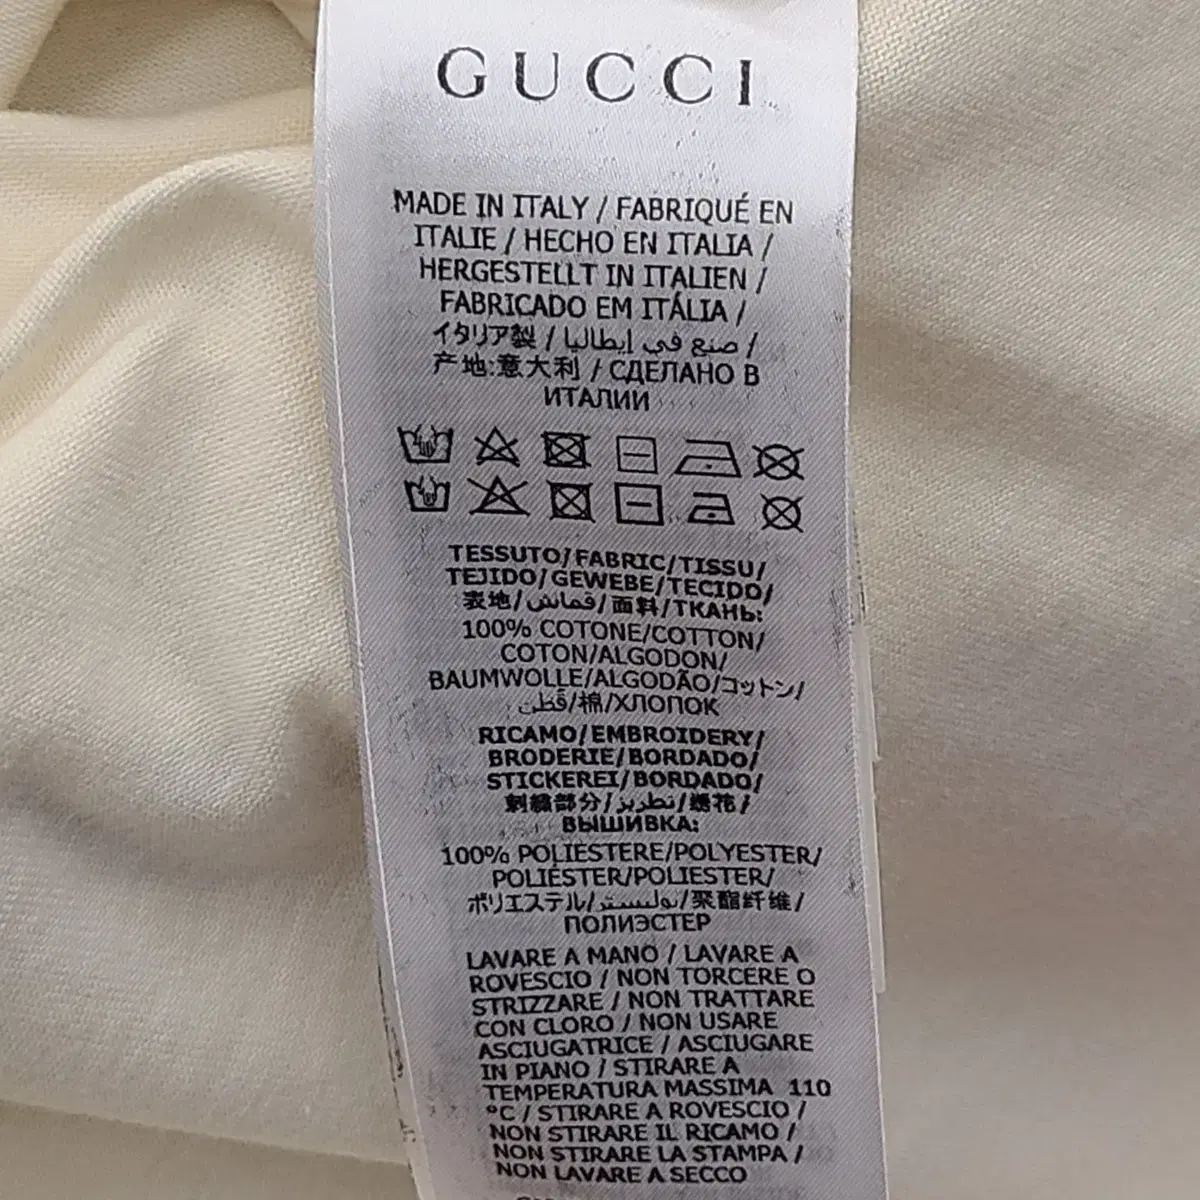 GUCCI
MADE IN ITALY / FABRIQUÉ EN
ITALIE / HECHO EN ITALIA /
HERGESTELLT IN ITALIEN /
FABRICADO EM ITÁLIA /
イタリア製 / صنع في إيطاليا /
产地:意大利 / СДЕЛАНО В
ИТАЛИИ
TESSUTO/FABRIC/TISSU/
TEJIDO/GEWEBE/TECIDO/
表地/قماش/面料/ТКАНЬ:
100% COTONE/COTTON/
COTON/ALGODON/
BAUMWOLLE/ALGODÃO/コットン/
قطن/棉/ХЛОПОК
RICAMO/EMBROIDERY/
BRODERIE/BORDADO/
STICKEREI/BORDADO/
刺繍部分/تطريز/绣花/
ВЫШИВКА:
100% POLIESTERE/POLYESTER/
POLIÉSTER/POLIESTER/
ポリエステル/بوليستر/聚酯纤维/
ПОЛИЭСТЕР
LAVARE A MANO / LAVARE A
ROVESCIO / NON TORCERE O
STRIZZARE / NON TRATTARE
CON CLORO / NON USARE
ASCIUGATRICE / ASCIUGARE
IN PIANO / STIRARE A
TEMPERATURA MASSIMA 110
°C / STIRARE A ROVESCIO /
NON STIRARE IL RICAMO /
NON STIRARE LA STAMPA /
NON LAVARE A SECCO